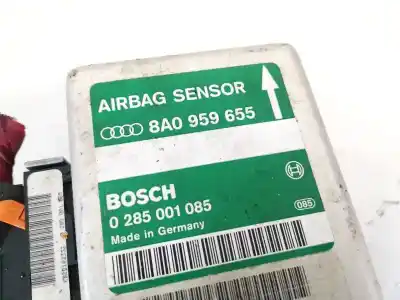 AIRBAG SENSOR
8A0 959 655
BOSCH
0 285 001 085
085
Made in Germany